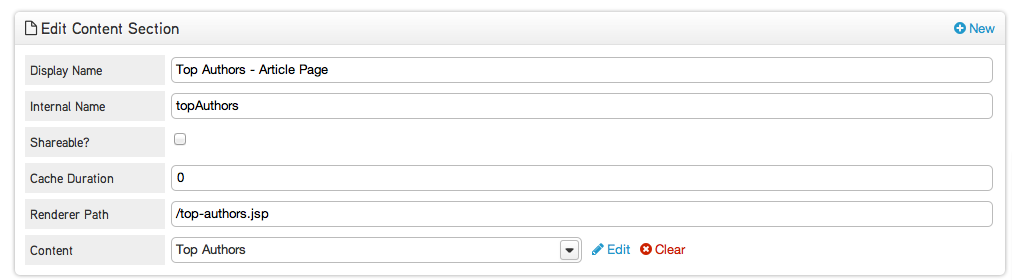 Edit Content Section New
Display Name Top Authors - Article Page
Internal Name topAuthors
Shareable?
Cache Duration 0
Renderer Path /top-authors.jsp
Content Top Authors Edit Clear